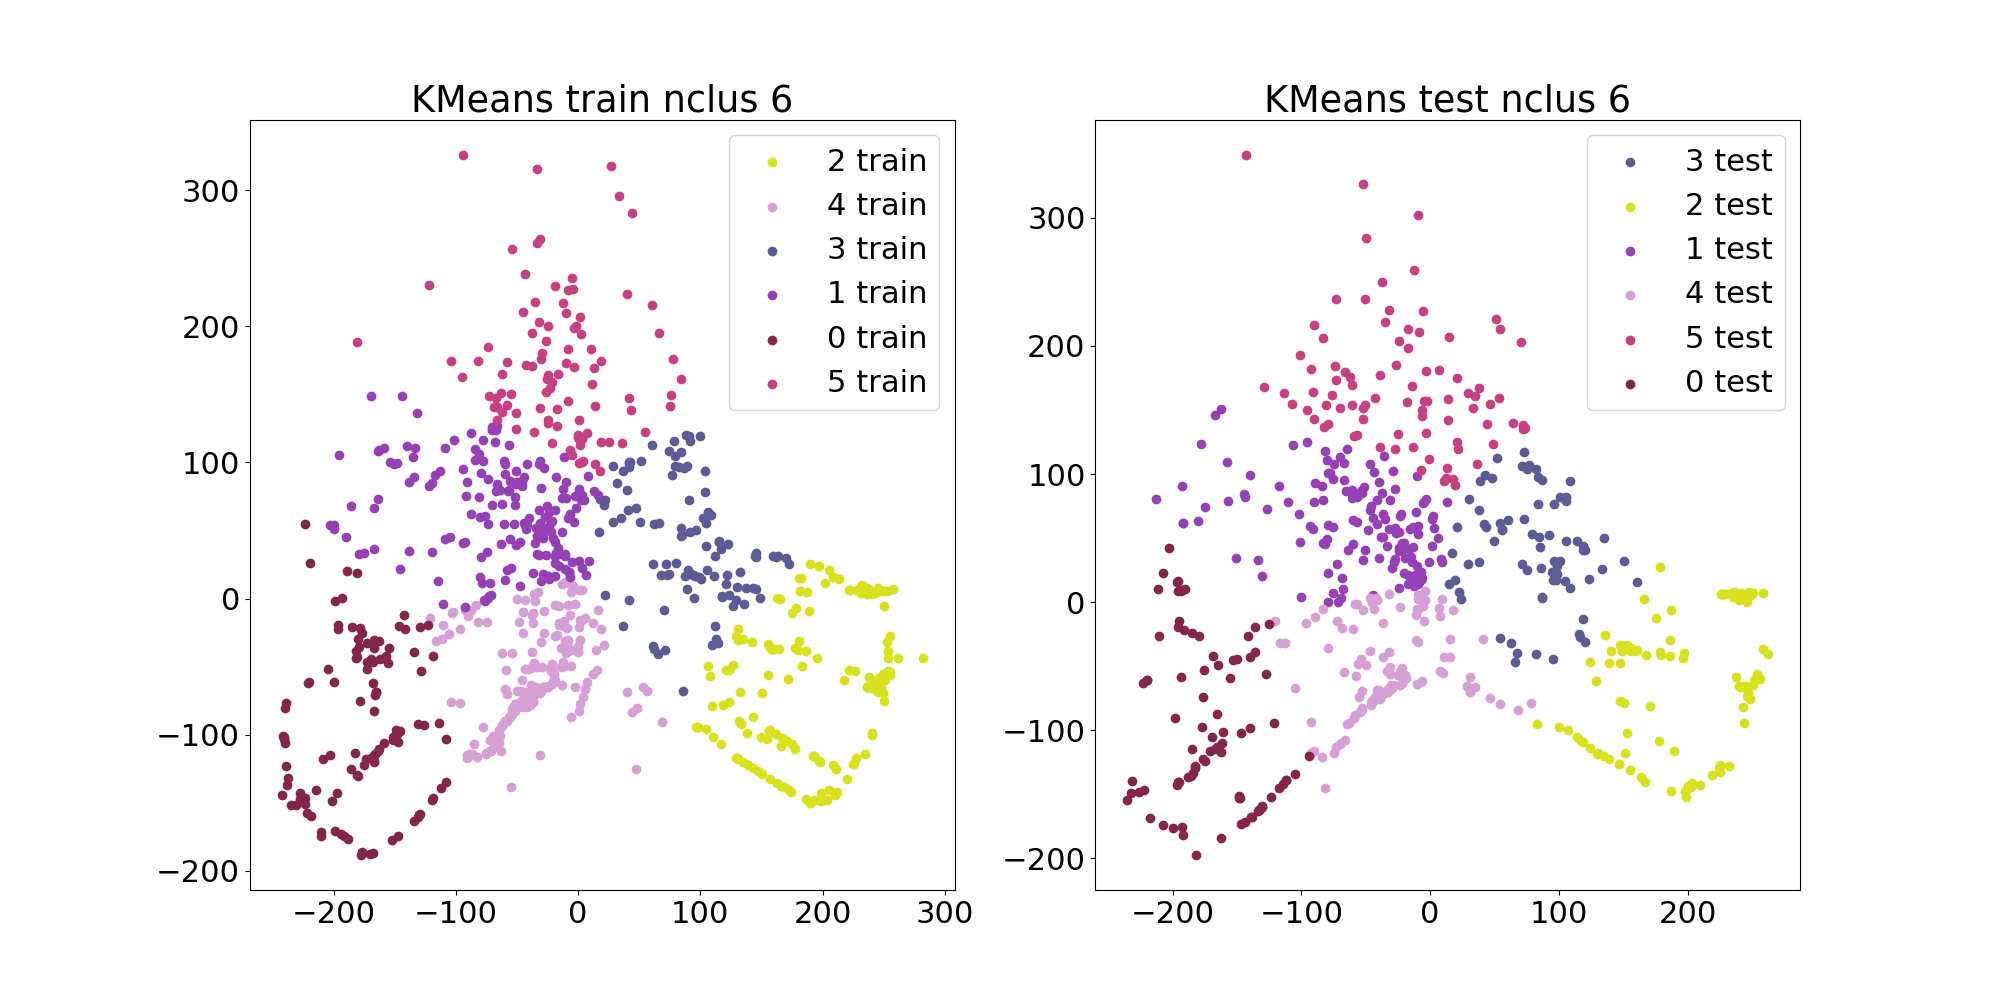 KMeans train nclus 6
2 train
4 train
3 train
1 train
0 train
5 train
300
200
100
0
−100
−200
−200 −100 0 100 200 300
KMeans test nclus 6
3 test
2 test
1 test
4 test
5 test
0 test
300
200
100
0
−100
−200
−200 −100 0 100 200